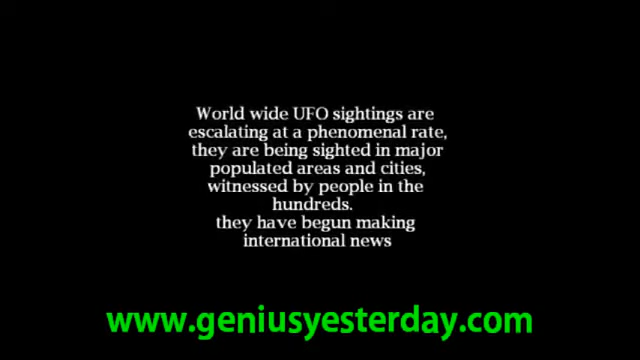 World wide UFO sightings are
escalating at a phenomenal rate,
they are being sighted in major
populated areas and cities,
witnessed by people in the
hundreds.
they have begun making
international news
www.geniusyesterday.com